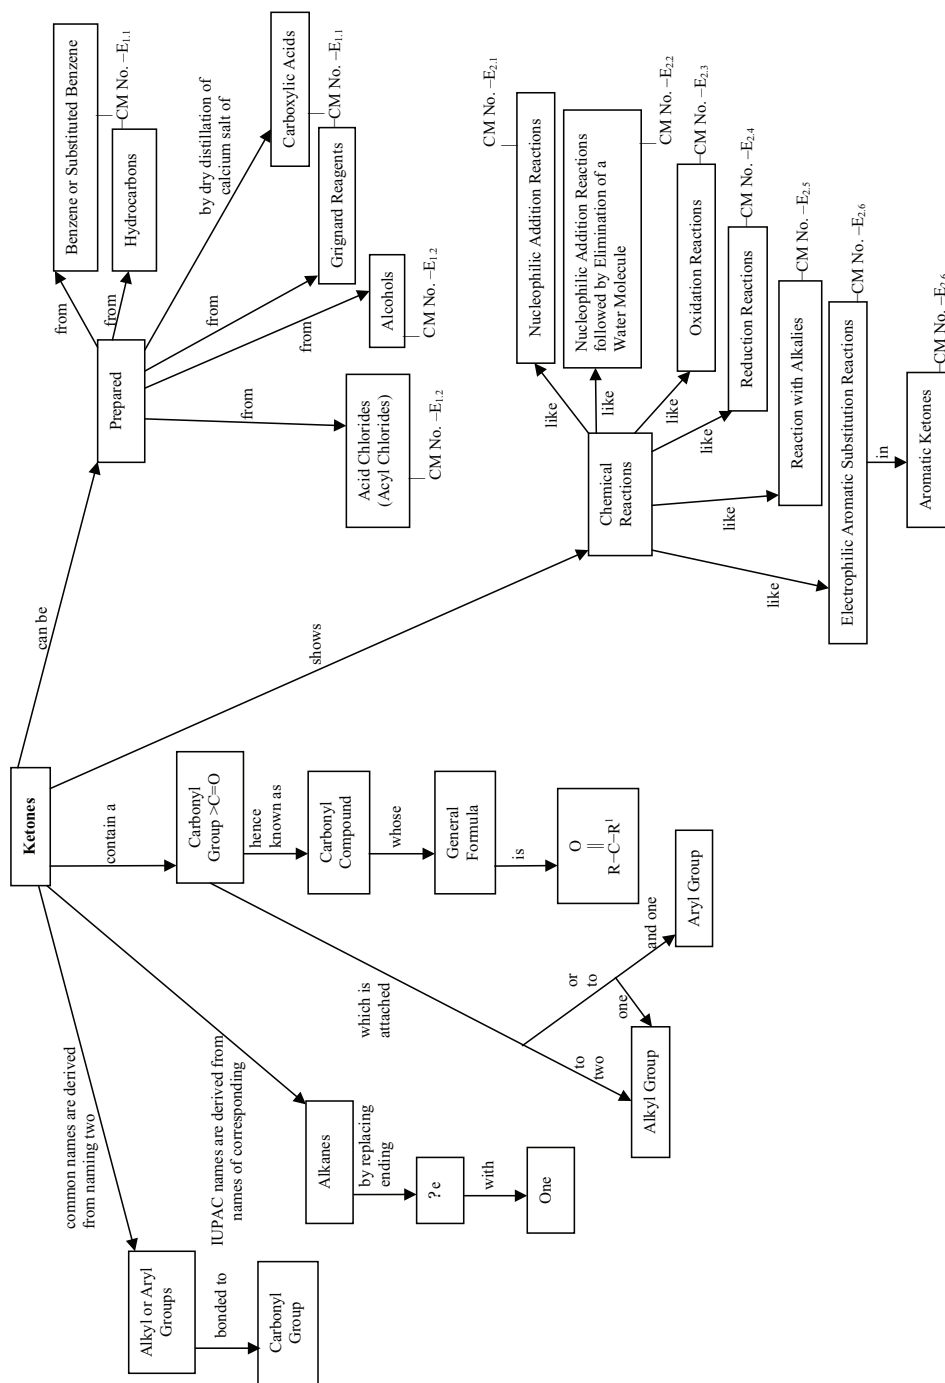 Ketones
common names are derived
from naming two
Alkyl or Aryl
Groups
bonded to
Carbonyl
Group
IUPAC names are derived from
names of corresponding
Alkanes
by replacing
ending
? e
with
One
contain a
Carbonyl
Group >C=O
hence
known as
Carbonyl
Compound
whose
General
Formula
is
O
R–C–R¹
which is
attached
to
two
or
to
one
and one
Alkyl Group
Aryl Group
shows
Chemical
Reactions
like
Electrophilic Aromatic Substitution Reactions
CM No. –E2.6
in
Aromatic Ketones
CM No. –E2.6
like
Reaction with Alkalies
CM No. –E2.5
like
Reduction Reactions
CM No. –E2.4
like
Oxidation Reactions
CM No. –E2.3
like
Nucleophilic Addition Reactions
followed by Elimination of a
Water Molecule
CM No. –E2.2
like
Nucleophilic Addition Reactions
CM No. –E2.1
can be
Prepared
from
Acid Chlorides
(Acyl Chlorides)
CM No. –E1.2
from
Alcohols
CM No. –E1.2
from
Grignard Reagents
CM No. –E1.1
by dry distillation of
calcium salt of
Carboxylic Acids
from
Hydrocarbons
CM No. –E1.1
from
Benzene or Substituted Benzene